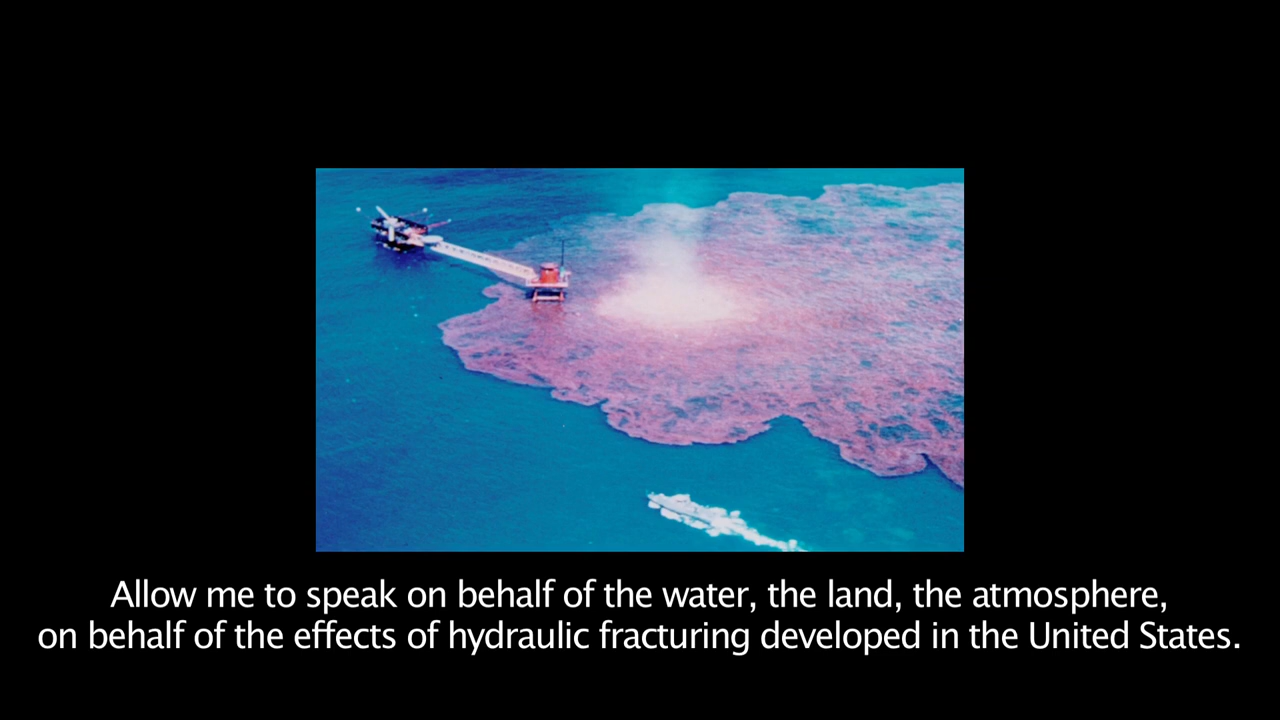 Allow me to speak on behalf of the water, the land, the atmosphere,
on behalf of the effects of hydraulic fracturing developed in the United States.